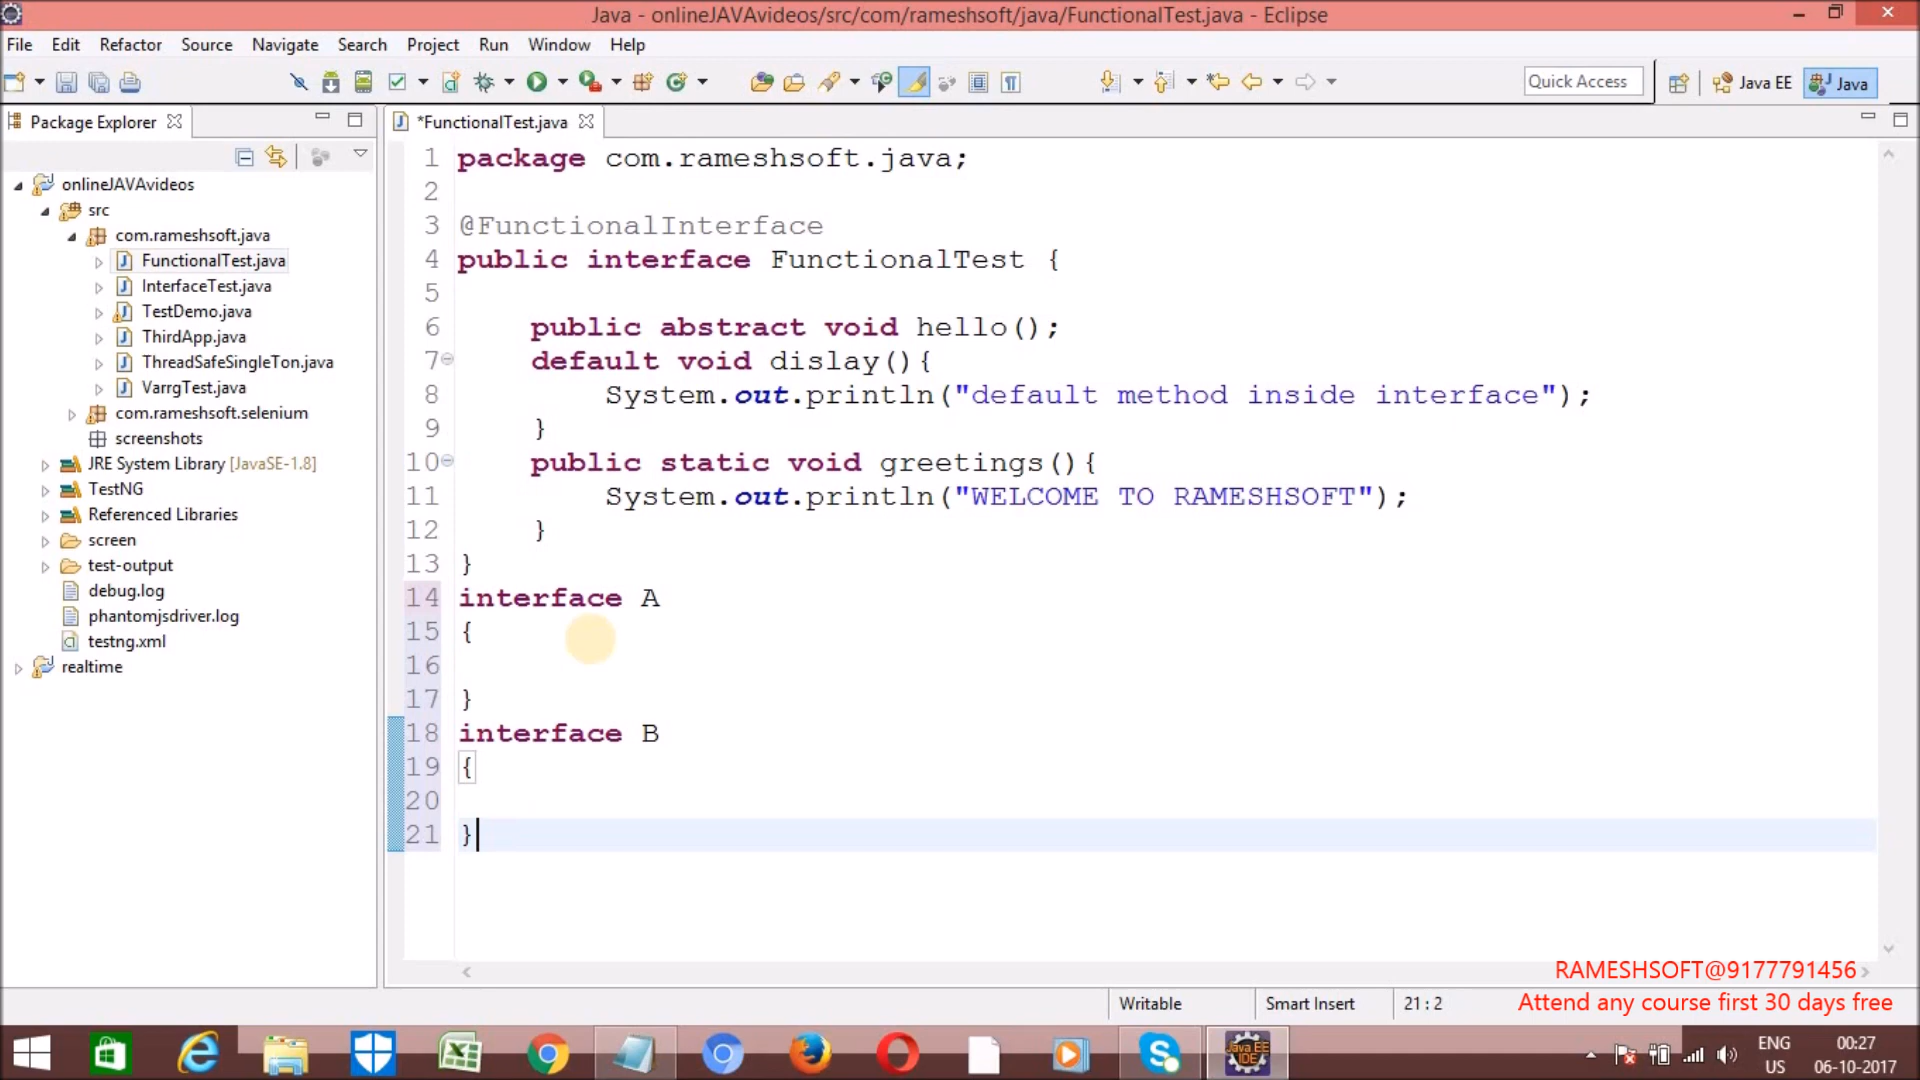 Java - onlineJAVAvideos/src/com/rameshsoft/java/FunctionalTest.java - Eclipse
File Edit Refactor Source Navigate Search Project Run Window Help
Quick Access
Java EE
Java
Package Explorer
*FunctionalTest.java
onlineJAVAvideos
src
com.rameshsoft.java
FunctionalTest.java
InterfaceTest.java
TestDemo.java
ThirdApp.java
ThreadSafeSingleTon.java
VarrgTest.java
com.rameshsoft.selenium
screenshots
JRE System Library [JavaSE-1.8]
TestNG
Referenced Libraries
screen
test-output
debug.log
phantomjsdriver.log
testng.xml
realtime
1 package com.rameshsoft.java;
2
3 @FunctionalInterface
4 public interface FunctionalTest {
5
6 public abstract void hello();
7 default void dislay(){
8 System.out.println("default method inside interface");
9 }
10 public static void greetings(){
11 System.out.println("WELCOME TO RAMESHSOFT");
12 }
13 }
14 interface A
15 {
16
17 }
18 interface B
19 {
20
21 }
RAMESHSOFT@9177791456
Attend any course first 30 days free
Writable
Smart Insert
21 : 2
Java EE
IDE
ENG
US
00:27
06-10-2017